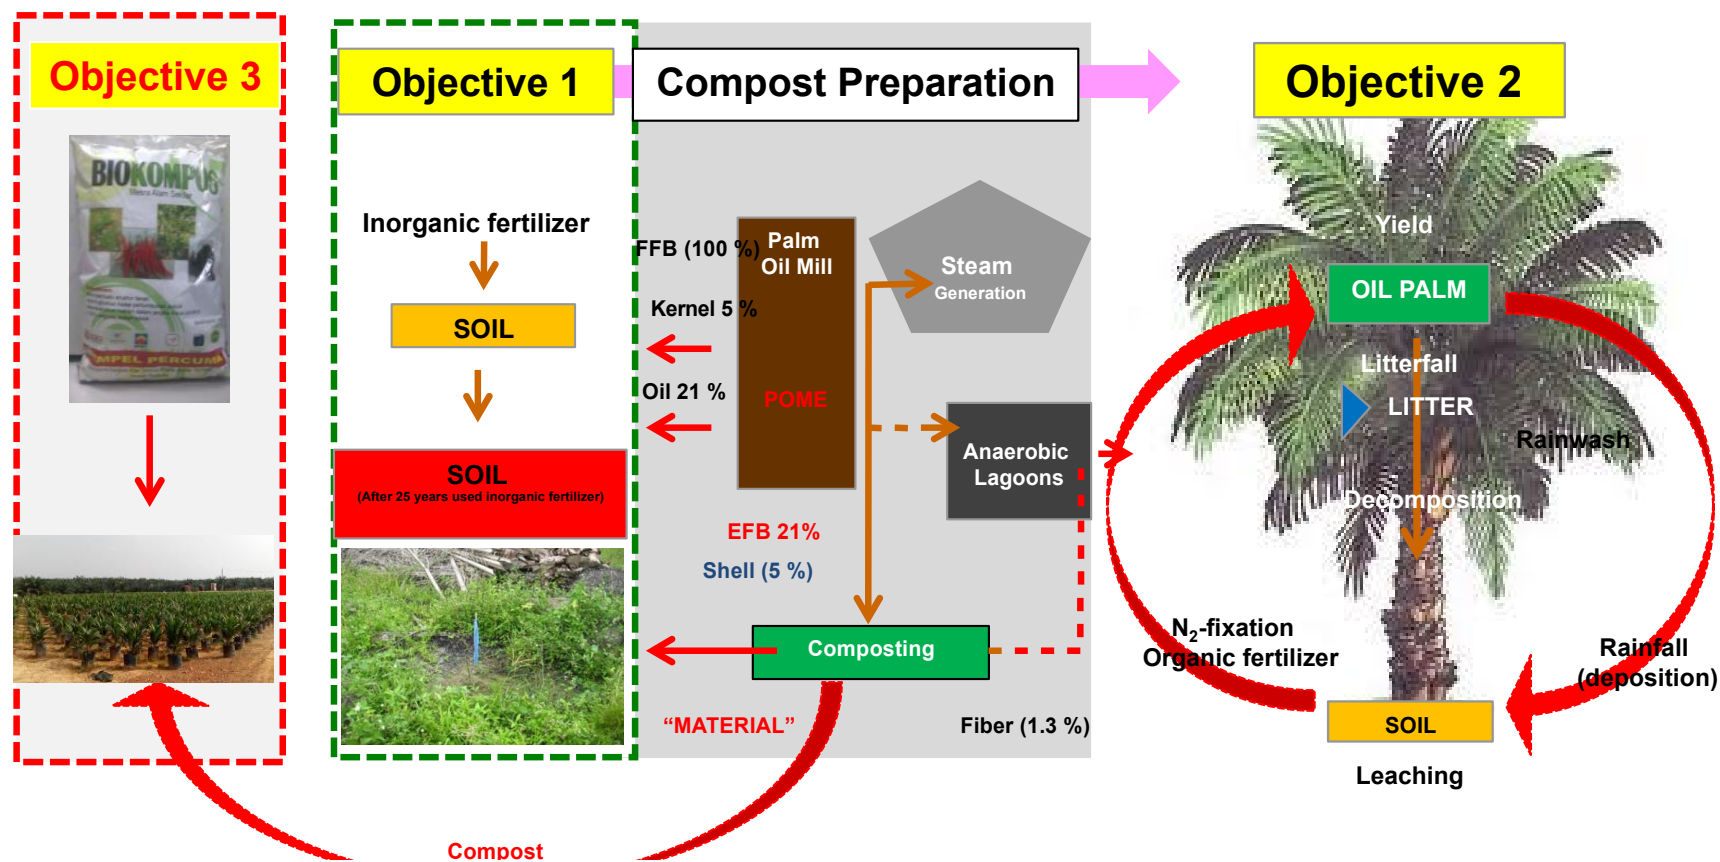 Objective 3
BIOKOMPOS
MPEL PERCUMA
Objective 1
Inorganic fertilizer
SOIL
SOIL
(After 25 years used inorganic fertilizer)
Compost Preparation
FFB (100 %)
Kernel 5 %
Oil 21 %
Palm
Oil Mill
POME
Steam
Generation
Anaerobic
Lagoons
EFB 21%
Shell (5 %)
Composting
“MATERIAL”
Fiber (1.3 %)
Compost
Objective 2
Yield
OIL PALM
Litterfall
LITTER
Rainwash
Decomposition
N₂-fixation
Organic fertilizer
Rainfall
(deposition)
SOIL
Leaching